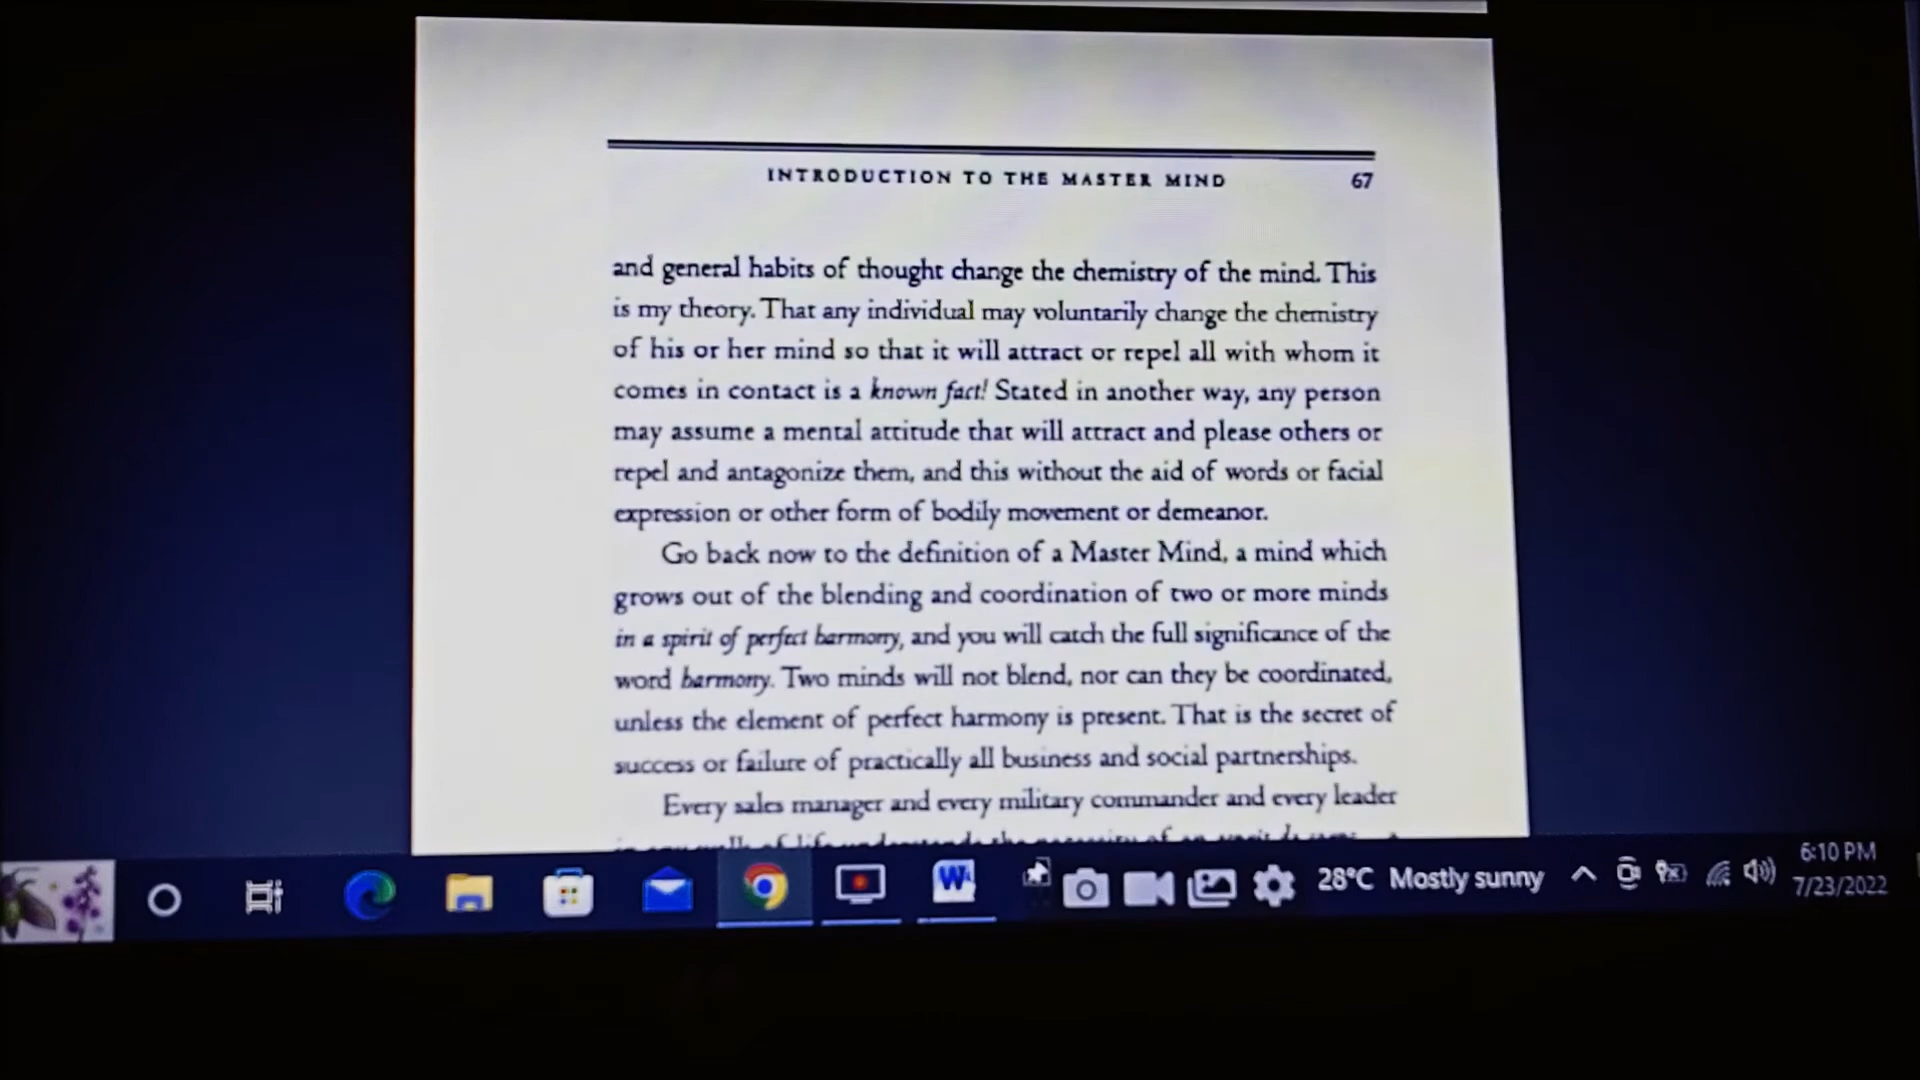 INTRODUCTION TO THE MASTER MIND 67
and general habits of thought change the chemistry of the mind. This
is my theory. That any individual may voluntarily change the chemistry
of his or her mind so that it will attract or repel all with whom it
comes in contact is a known fact! Stated in another way, any person
may assume a mental attitude that will attract and please others or
repel and antagonize them, and this without the aid of words or facial
expression or other form of bodily movement or demeanor.
Go back now to the definition of a Master Mind, a mind which
grows out of the blending and coordination of two or more minds
in a spirit of perfect harmony, and you will catch the full significance of the
word harmony. Two minds will not blend, nor can they be coordinated,
unless the element of perfect harmony is present. That is the secret of
success or failure of practically all business and social partnerships.
Every sales manager and every military commander and every leader
W 28°C Mostly sunny 6:10 PM
7/23/2022